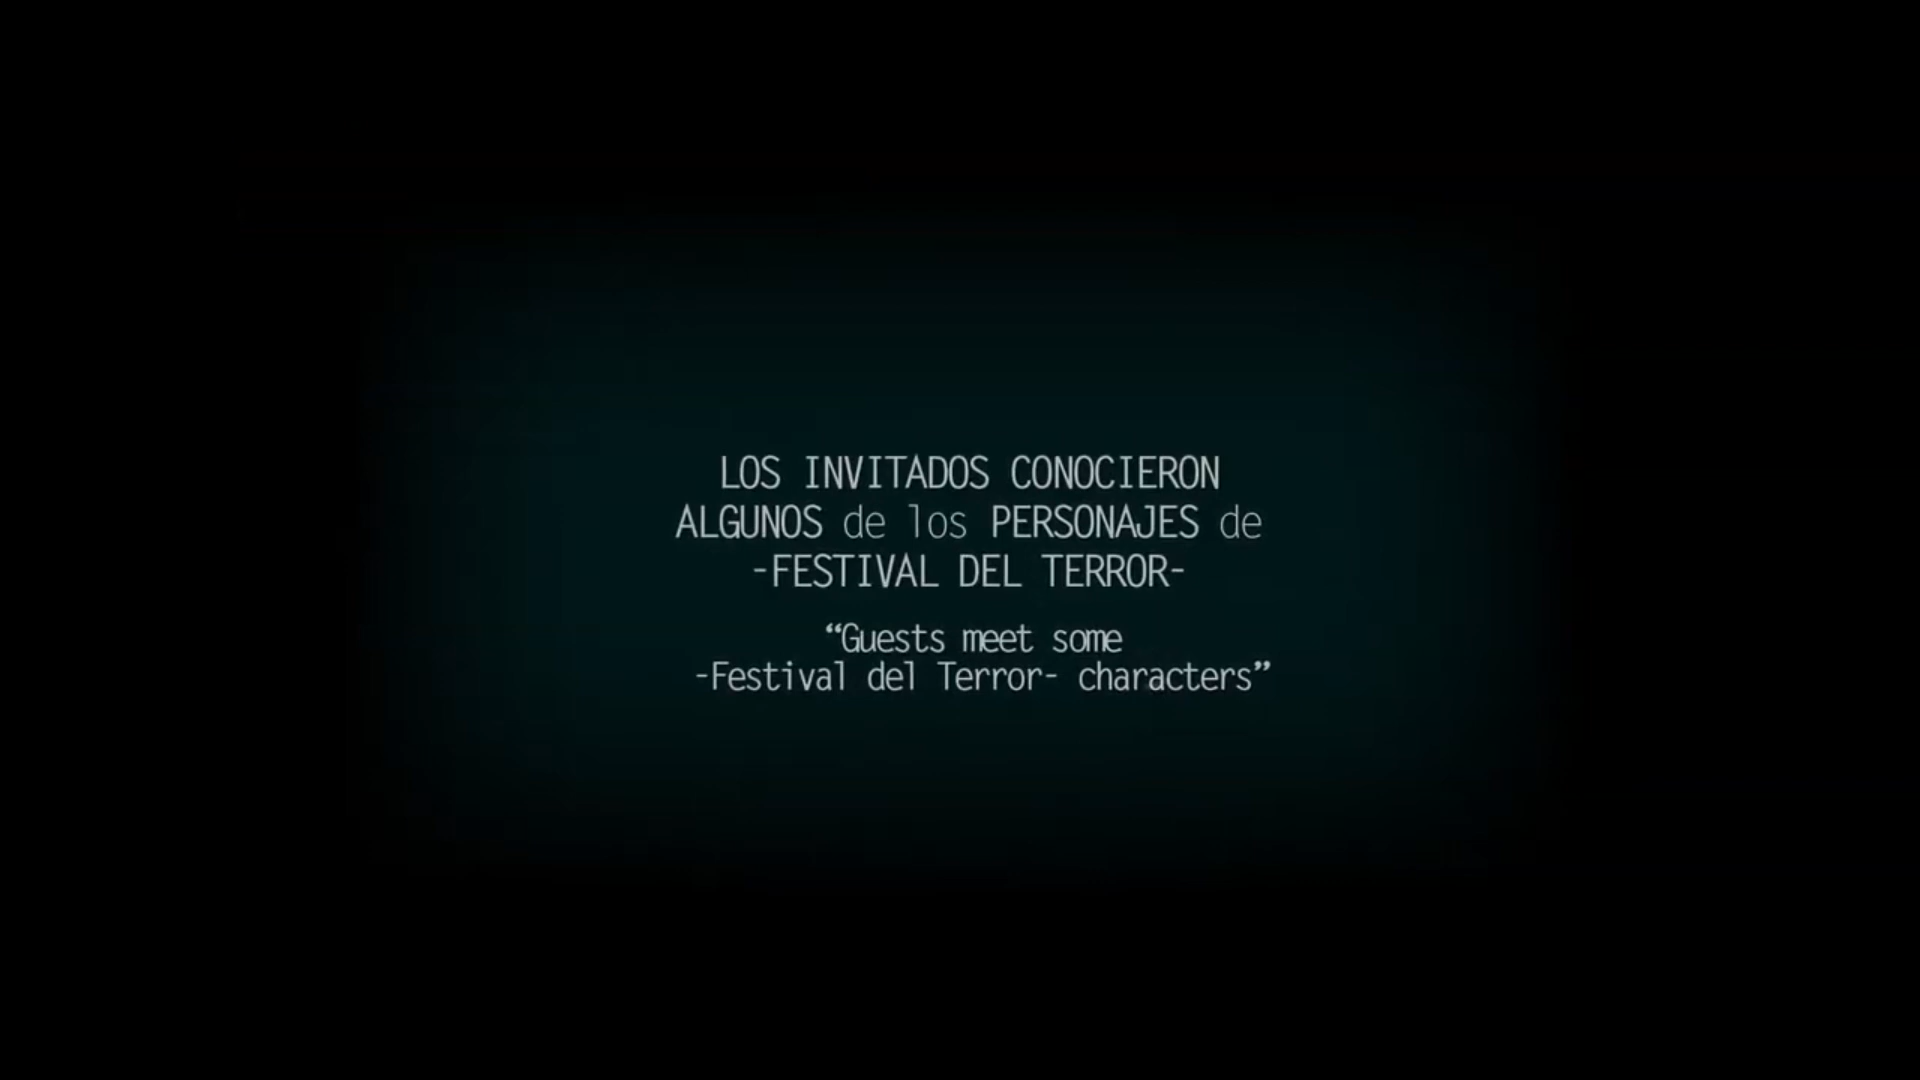 LOS INVITADOS CONOCIERON
ALGUNOS de los PERSONAJES de
-FESTIVAL DEL TERROR-
“Guests meet some
-Festival del Terror- characters”